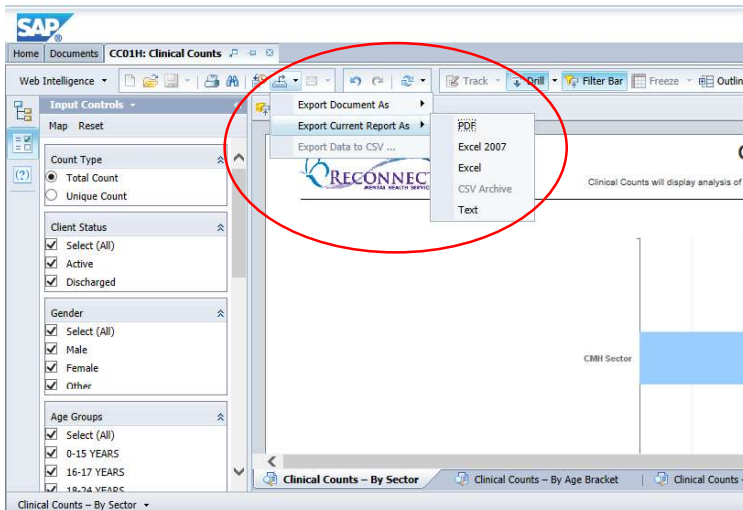 SAP
Home Documents CC01H: Clinical Counts
Web Intelligence Track Drill Filter Bar Freeze Outlin
Input Controls
Map Reset
Count Type
Total Count
Unique Count
Client Status
Select (All)
Active
Discharged
Gender
Select (All)
Male
Female
Other
Age Groups
Select (All)
0-15 YEARS
16-17 YEARS
18-24 YEARS
Export Document As
Export Current Report As
Export Data to CSV ...
PDF
Excel 2007
Excel
CSV Archive
Text
RECONNECT
MENTAL HEALTH SERVIC
C
Clinical Counts will display analysis of
CMH Sector
Clinical Counts – By Sector Clinical Counts – By Age Bracket Clinical Counts -
Clinical Counts – By Sector